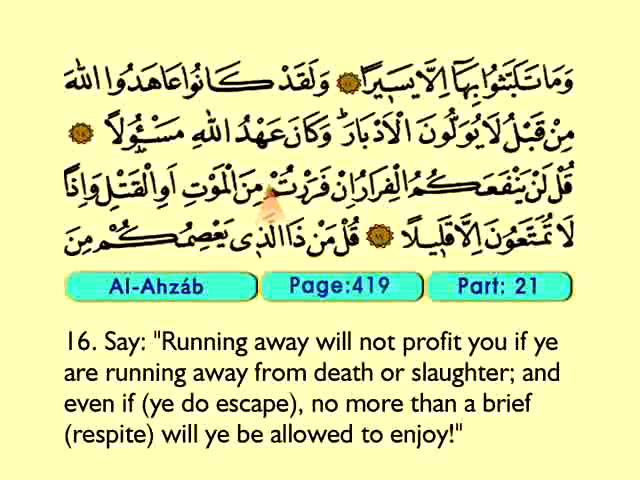 وَمَا تَلَبَّثُوا۟ بِهَآ إِلَّا يَسِيرًا ۝١٤ وَلَقَدْ كَانُوا۟ عَاهَدُوا۟ اللَّهَ
مِن قَبْلُ لَا يُوَلُّونَ الْأَدْبَارَ ۚ وَكَانَ عَهْدُ اللَّهِ مَسْـُٔولًا ۝١٥
قُل لَّن يَنفَعَكُمُ الْفِرَارُ إِن فَرَرْتُم مِّنَ الْمَوْتِ أَوِ الْقَتْلِ وَإِذًا
لَّا تُمَتَّعُونَ إِلَّا قَلِيلًا ۝١٦ قُلْ مَن ذَا الَّذِى يَعْصِمُكُم مِّنَ
Al-Ahzáb Page:419 Part: 21
16. Say: "Running away will not profit you if ye
are running away from death or slaughter; and
even if (ye do escape), no more than a brief
(respite) will ye be allowed to enjoy!"